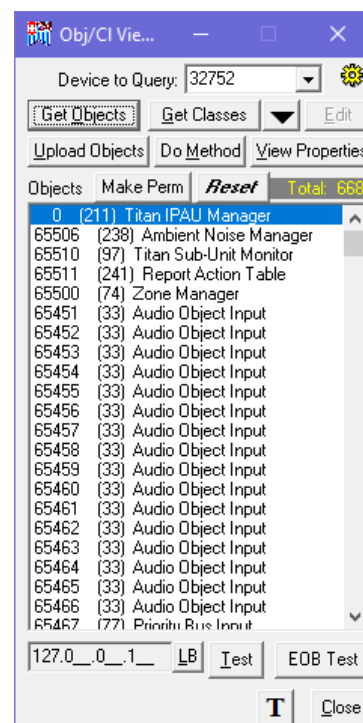 Obj/Cl Vie...
Device to Query: 32752
Get Objects Get Classes Edit
Upload Objects Do Method View Properties
Objects Make Perm Reset Total: 668
0 (211) Titan IPAU Manager
65506 (238) Ambient Noise Manager
65510 (97) Titan Sub-Unit Monitor
65511 (241) Report Action Table
65500 (74) Zone Manager
65451 (33) Audio Object Input
65452 (33) Audio Object Input
65453 (33) Audio Object Input
65454 (33) Audio Object Input
65455 (33) Audio Object Input
65456 (33) Audio Object Input
65457 (33) Audio Object Input
65458 (33) Audio Object Input
65459 (33) Audio Object Input
65460 (33) Audio Object Input
65461 (33) Audio Object Input
65462 (33) Audio Object Input
65463 (33) Audio Object Input
65464 (33) Audio Object Input
65465 (33) Audio Object Input
65466 (33) Audio Object Input
65467 (77) Priority Bus Input
127.0__.0__.1__ LB Test EOB Test
T Close